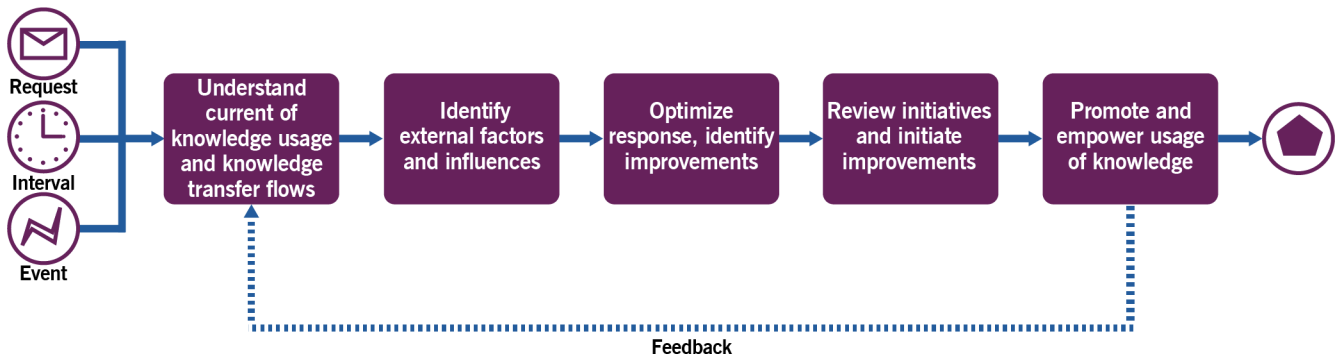 Request
Interval
Event
Understand
current of
knowledge usage
and knowledge
transfer flows
Identify
external factors
and influences
Optimize
response, identify
improvements
Review initiatives
and initiate
improvements
Promote and
empower usage
of knowledge
Feedback